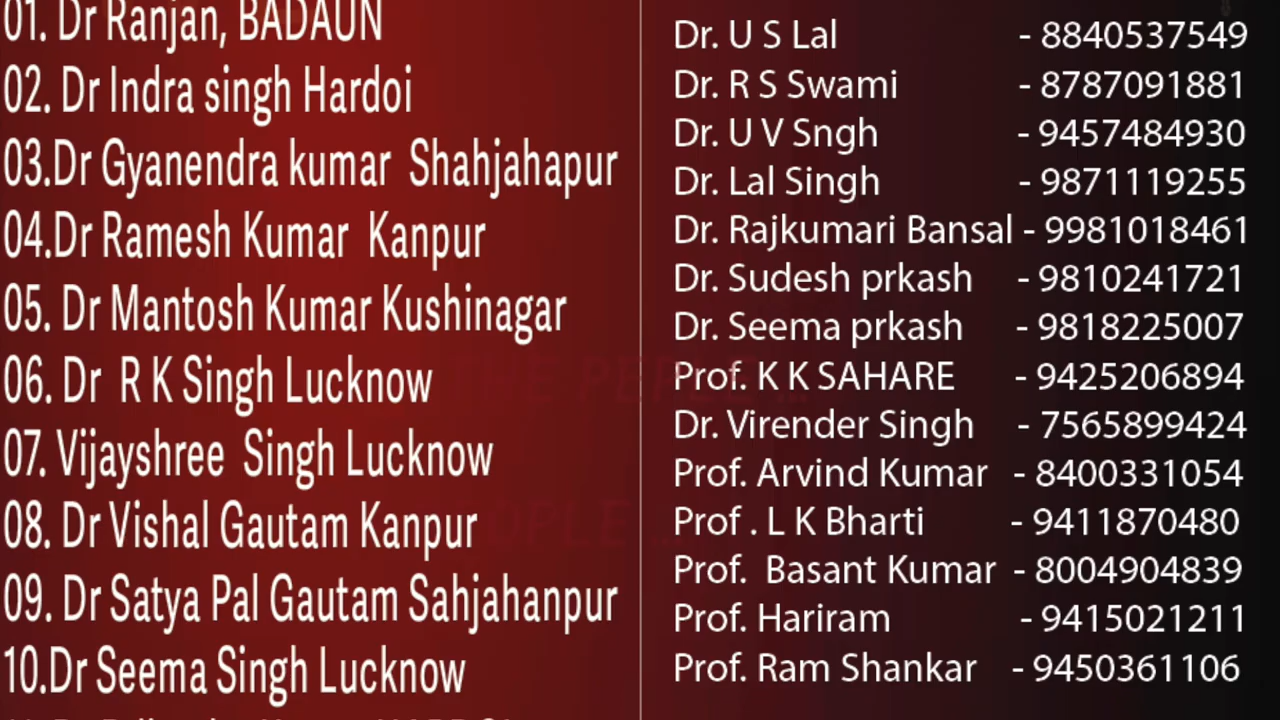 01. Dr Ranjan, BADAUN
02. Dr Indra singh Hardoi
03.Dr Gyanendra kumar Shahjahapur
04.Dr Ramesh Kumar Kanpur
05. Dr Mantosh Kumar Kushinagar
06. Dr R K Singh Lucknow
07. Vijayshree Singh Lucknow
08. Dr Vishal Gautam Kanpur
09. Dr Satya Pal Gautam Sahjahanpur
10.Dr Seema Singh Lucknow
Dr. U S Lal - 8840537549
Dr. R S Swami - 8787091881
Dr. U V Sngh - 9457484930
Dr. Lal Singh - 9871119255
Dr. Rajkumari Bansal - 9981018461
Dr. Sudesh prkash - 9810241721
Dr. Seema prkash - 9818225007
Prof. K K SAHARE - 9425206894
Dr. Virender Singh - 7565899424
Prof. Arvind Kumar - 8400331054
Prof . L K Bharti - 9411870480
Prof. Basant Kumar - 8004904839
Prof. Hariram - 9415021211
Prof. Ram Shankar - 9450361106